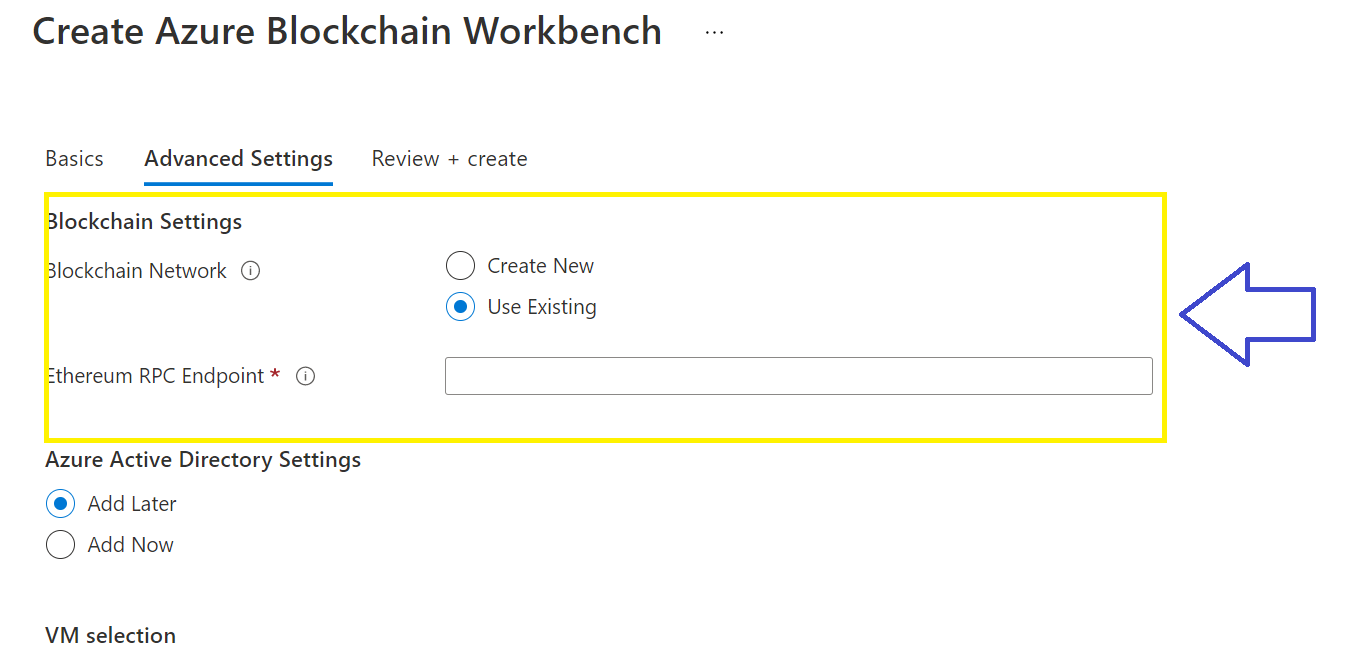 Create Azure Blockchain Workbench ...
Basics Advanced Settings Review + create
Blockchain Settings
Blockchain Network
Create New
Use Existing
Ethereum RPC Endpoint *
Azure Active Directory Settings
Add Later
Add Now
VM selection